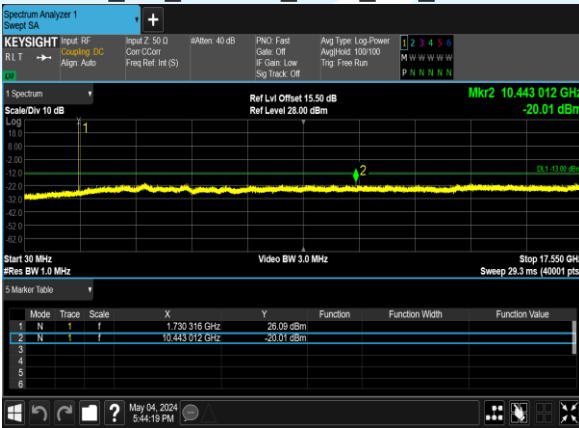 Spectrum Analyzer 1
Swept SA
+
KEYSIGHT Input: RF Input Z: 50 Ω #Atten: 40 dB PNO: Fast Avg Type: Log-Power 1 2 3 4 5 6
R L T Coupling: DC Corr CCorr Gate: Off Avg|Hold: 100/100 M W W W W W
Align: Auto Freq Ref: Int (S) IF Gain: Low Trig: Free Run
LV Sig Track: Off P N N N N N
1 Spectrum Ref Lvl Offset 15.50 dB Mkr2 10.443 012 GHz
Scale/Div 10 dB Ref Level 28.00 dBm -20.01 dBm
Log
18.0 1
8.00
-2.00
-12.0 2 DL1 -13.00 dBm
-22.0
-32.0
-42.0
-52.0
-62.0
Start 30 MHz Video BW 3.0 MHz Stop 17.550 GHz
#Res BW 1.0 MHz Sweep 29.3 ms (40001 pts)
5 Marker Table
Mode Trace Scale X Y Function Function Width Function Value
1 N 1 f 1.730 316 GHz 26.09 dBm
2 N 1 f 10.443 012 GHz -20.01 dBm
3
4
5
6
? May 04, 2024
5:44:19 PM